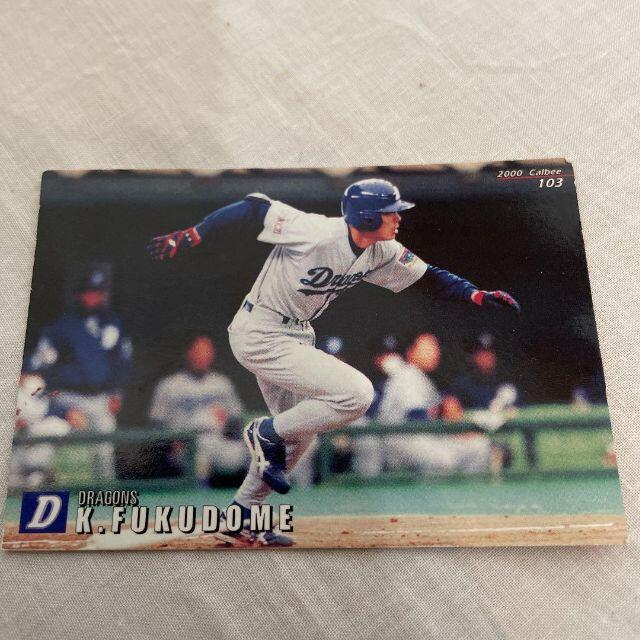 2000 Calbee
103
Dragons
D
DRAGONS
K.FUKUDOME